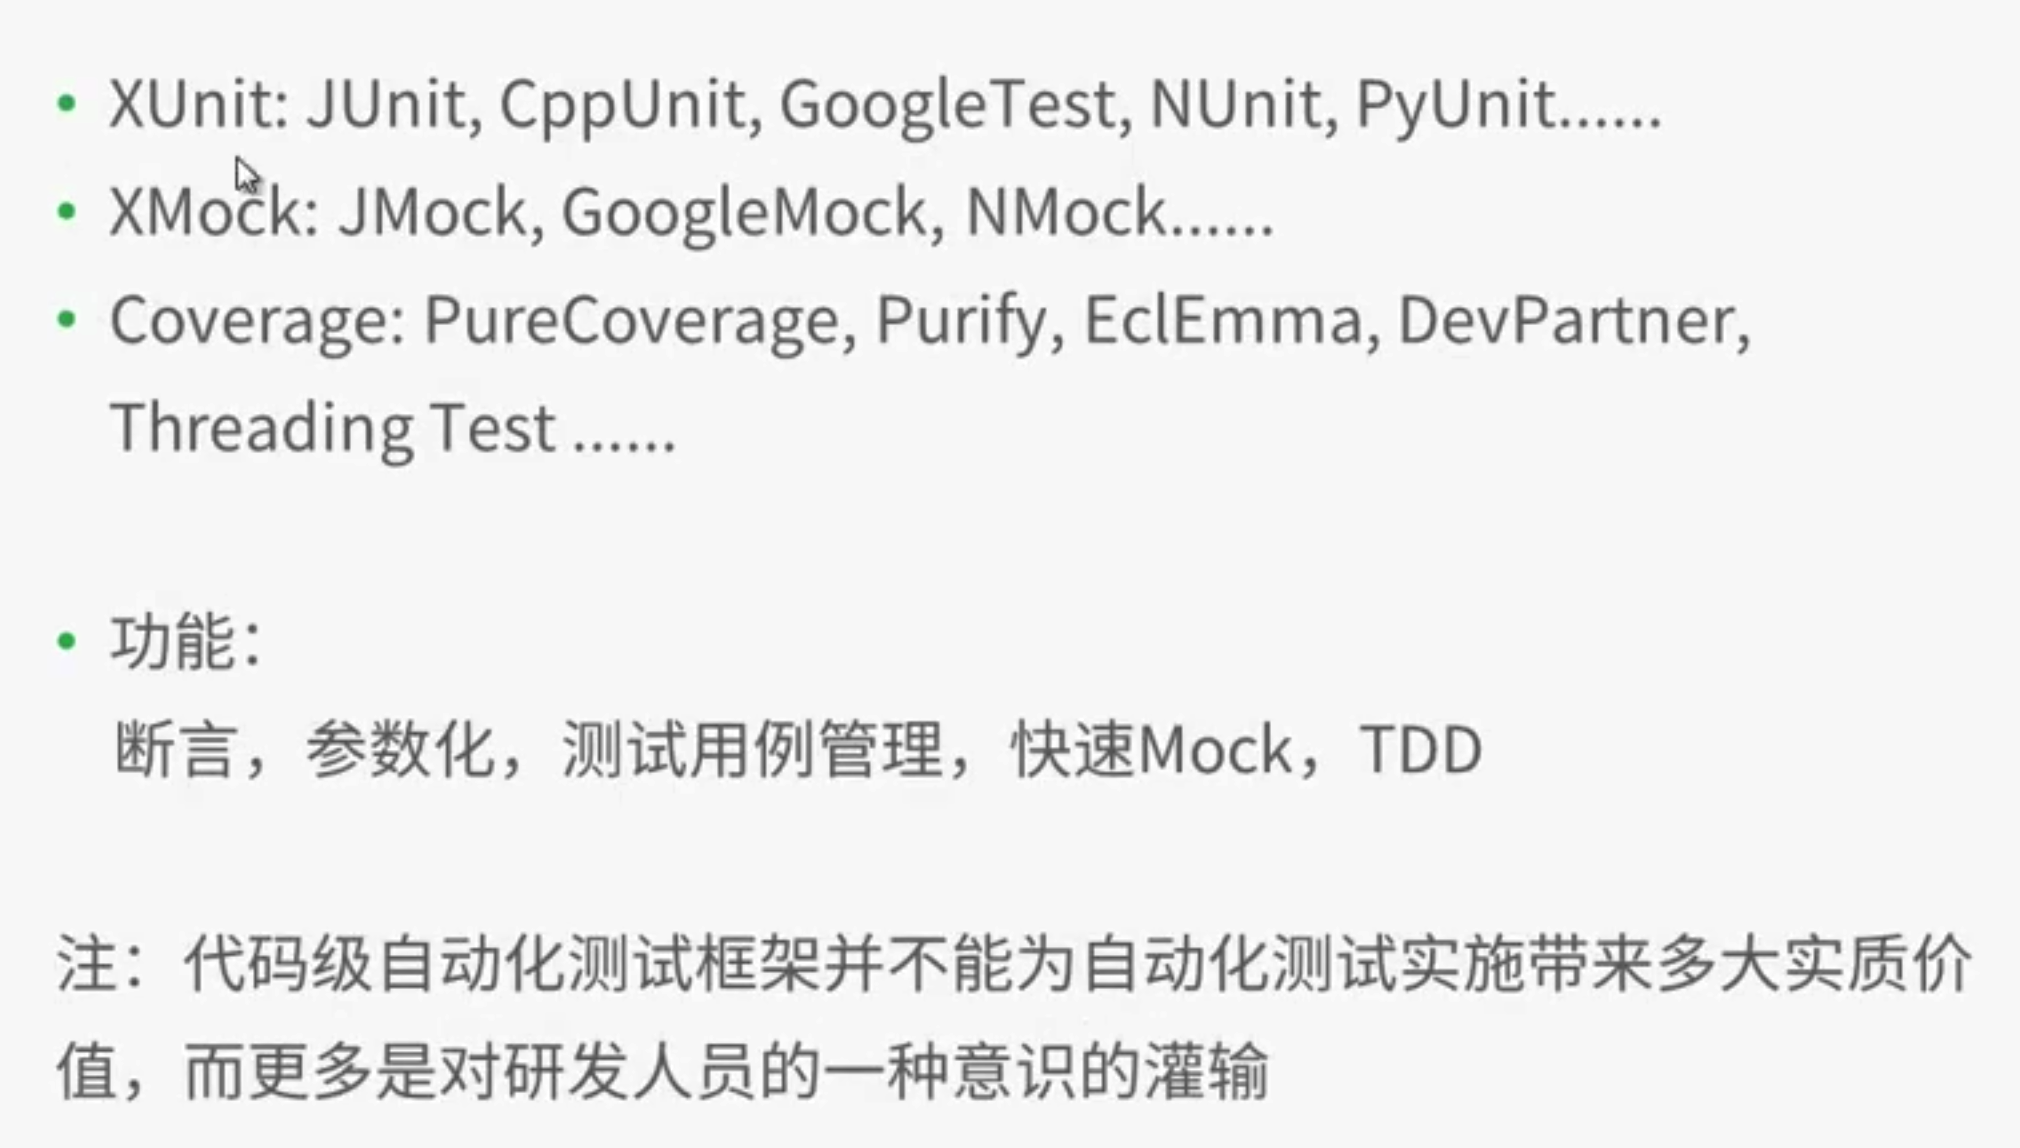 • XUnit: JUnit, CppUnit, GoogleTest, NUnit, PyUnit......
• XMock: JMock, GoogleMock, NMock......
• Coverage: PureCoverage, Purify, EclEmma, DevPartner,
Threading Test ......
• 功能：
断言，参数化，测试用例管理，快速Mock，TDD
注：代码级自动化测试框架并不能为自动化测试实施带来多大实质价
值，而更多是对研发人员的一种意识的灌输